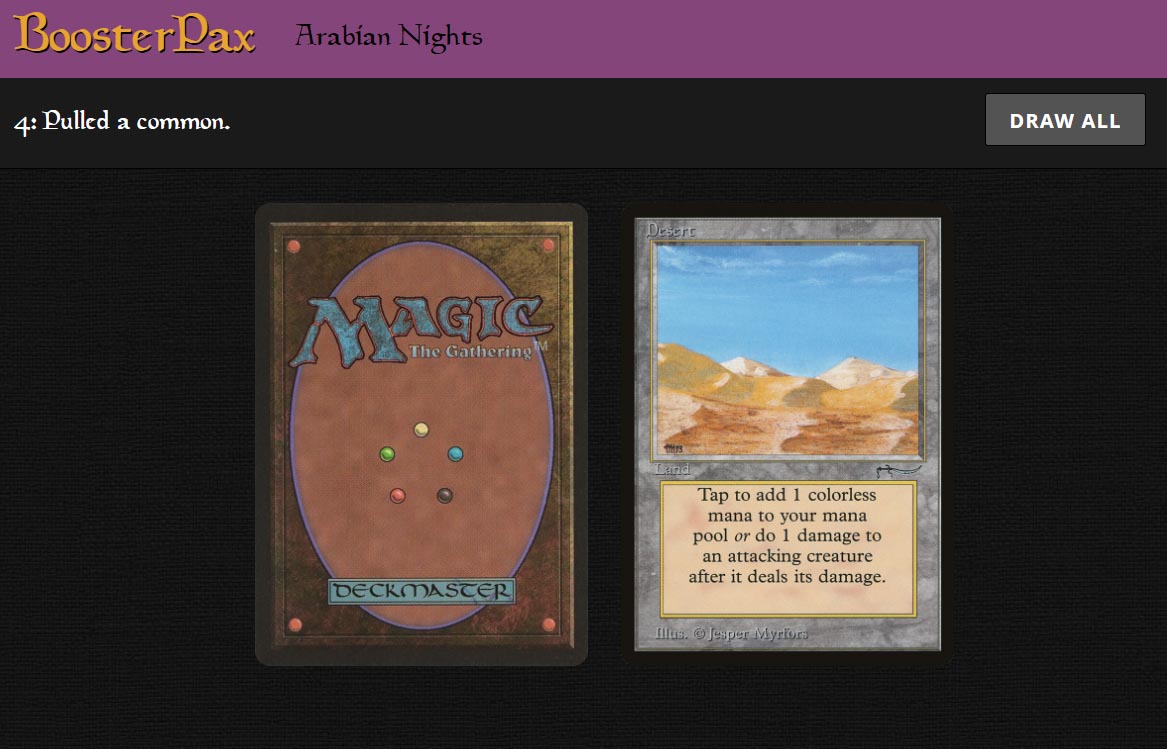 BoosterPax Arabian Nights
4: Pulled a common.
DRAW ALL
MAGIC
The Gathering™
DECKMASTER
Desert
Land
Tap to add 1 colorless
mana to your mana
pool or do 1 damage to
an attacking creature
after it deals its damage.
Illus. © Jesper Myrfors